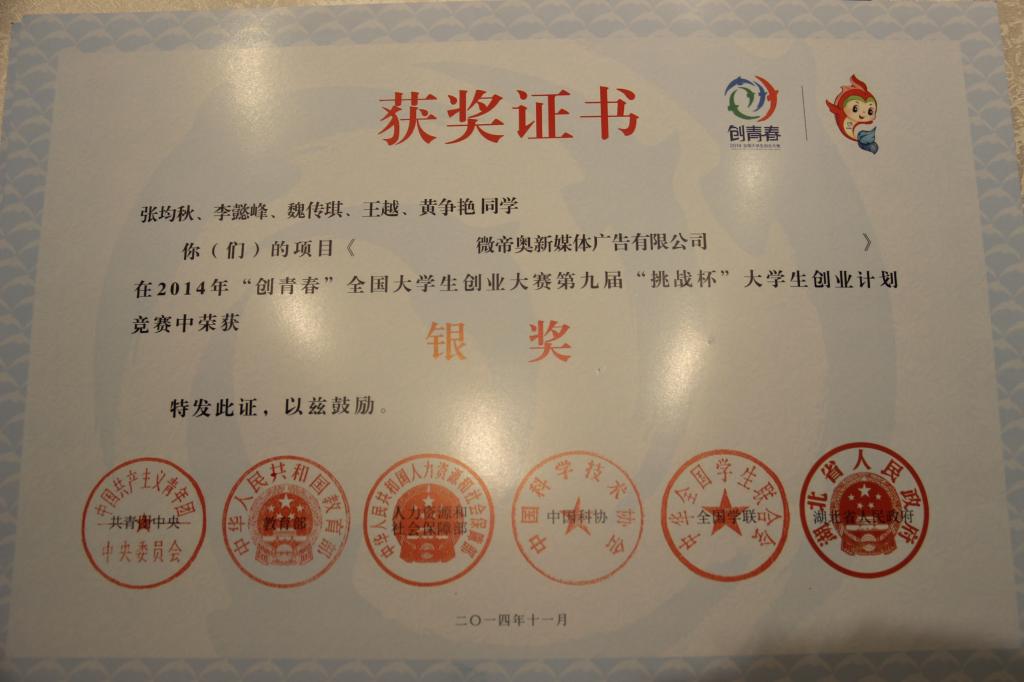 获奖证书
创青春
张均秋、李懿峰、魏传琪、王越、黄争艳 同学
你（们）的项目《 微帝奥新媒体广告有限公司 》
在2014年“创青春”全国大学生创业大赛第九届“挑战杯”大学生创业计划
竞赛中荣获
银 奖
特发此证，以兹鼓励。
中国共产主义青年团
共青团中央
中央委员会
中华人民共和国教育部
教育部
中华人民共和国人力资源和社会保障部
人力资源和
社会保障部
中国科学技术协会
中国科协
中华全国学生联合会
全国学联
湖北省人民政府
湖北省人民政府
二〇一四年十一月